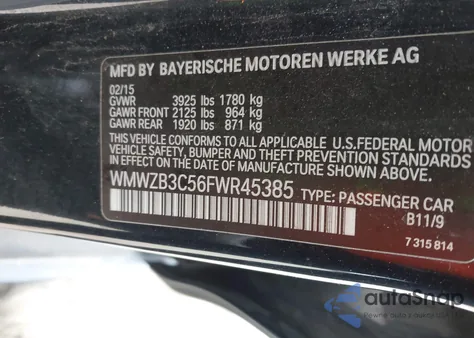 MFD BY BAYERISCHE MOTOREN WERKE AG
02/15
GVWR 3925 lbs 1780 kg
GAWR FRONT 2125 lbs 964 kg
GAWR REAR 1920 lbs 871 kg
THIS VEHICLE CONFORMS TO ALL APPLICABLE U.S.FEDERAL MOTOR
VEHICLE SAFETY, BUMPER, AND THEFT PREVENTION STANDARDS
IN EFFECT ON THE DATE OF MANUFACTURE SHOWN ABOVE.
WMWZB3C56FWR45385 TYPE: PASSENGER CAR
B11/9
7 315 814
autoSnap